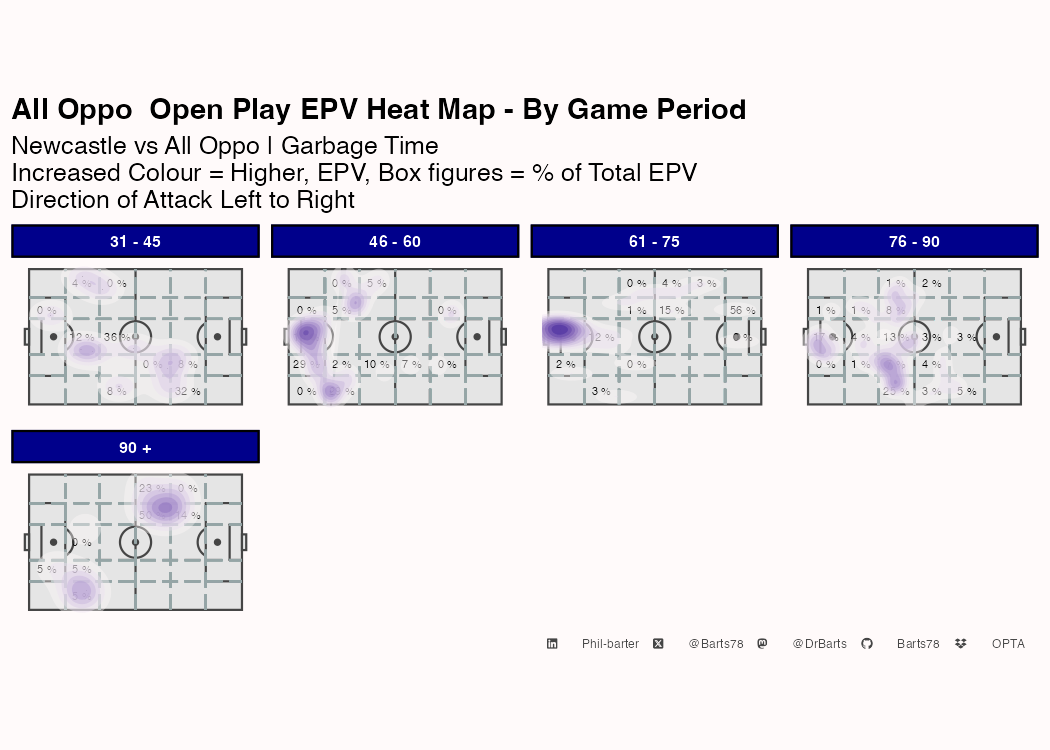 All Oppo  Open Play EPV Heat Map - By Game Period
Newcastle vs All Oppo | Garbage Time
Increased Colour = Higher, EPV, Box figures = % of Total EPV
Direction of Attack Left to Right
31 - 45
46 - 60
61 - 75
76 - 90
4 % 0 %
0 %
12 % 36 %
0 % 8 %
8 % 32 %
0 % 5 %
0 % 5 % 0 %
29 2 % 10 % 7 % 0 %
0 % %
0 % 4 % 3 %
1 % 15 % 56 %
12 % %
2 % 0 %
3 %
1 % 2 %
1 % 1 % 8 %
4 % 13 % 3 % 3 %
0 % 1 % 4 %
% 3 % 5 %
90 +
23 % 0 %
4 %
0 %
5 % 5 %
Phil-barter @Barts78 @DrBarts Barts78 OPTA